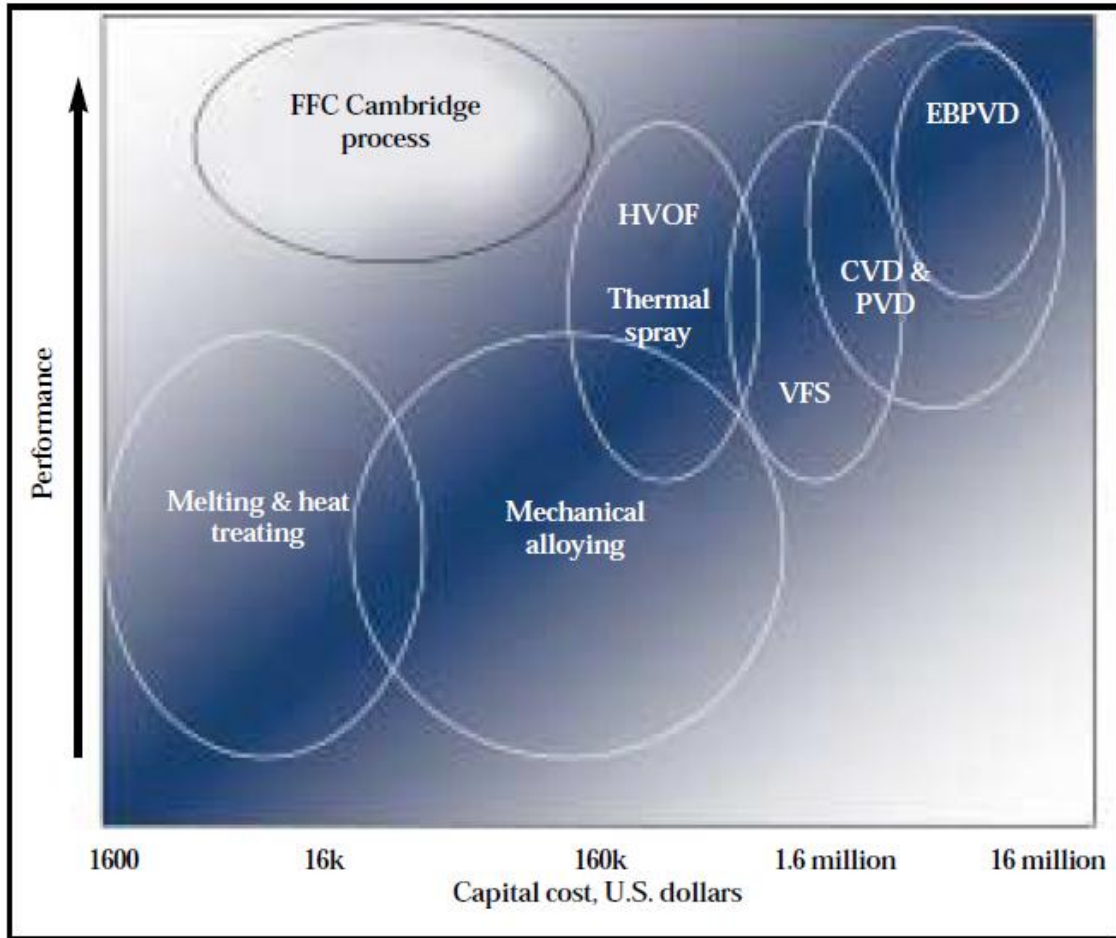 FFC Cambridge
process
EBPVD
HVOF
Thermal
spray
CVD &
PVD
VFS
Melting & heat
treating
Mechanical
alloying
Performance
1600
16k
160k
1.6 million
16 million
Capital cost, U.S. dollars